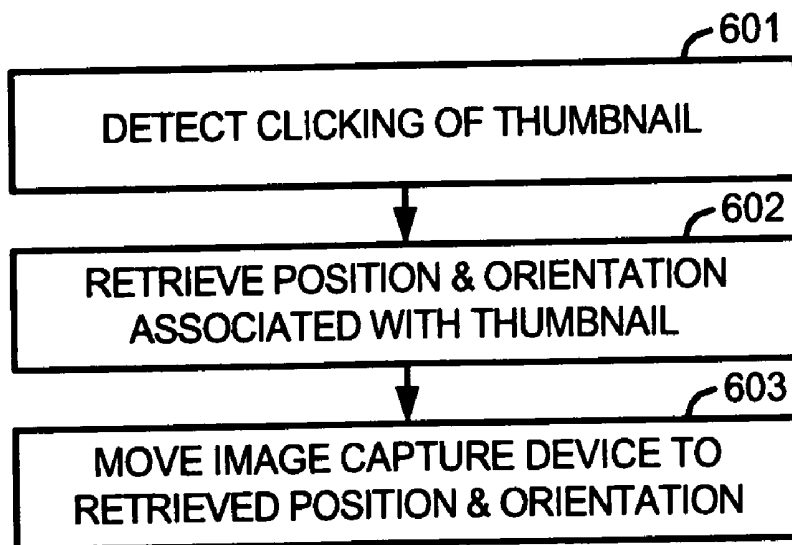 601
DETECT CLICKING OF THUMBNAIL
602
RETRIEVE POSITION & ORIENTATION
ASSOCIATED WITH THUMBNAIL
603
MOVE IMAGE CAPTURE DEVICE TO
RETRIEVED POSITION & ORIENTATION